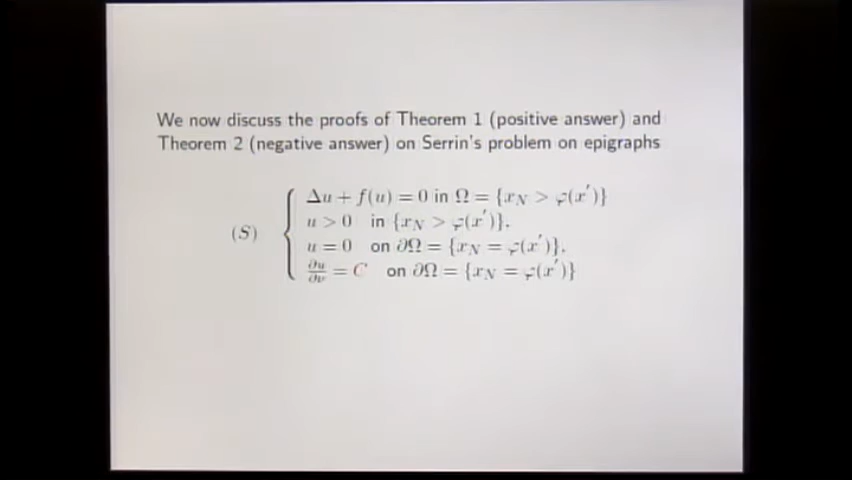 We now discuss the proofs of Theorem 1 (positive answer) and
Theorem 2 (negative answer) on Serrin's problem on epigraphs
Δu + f(u) = 0 in Ω = {x_N > φ(x′)}
u > 0 in {x_N > φ(x′)}.
(S)
u = 0 on ∂Ω = {x_N = φ(x′)}.
∂u/∂ν = C on ∂Ω = {x_N = φ(x′)}